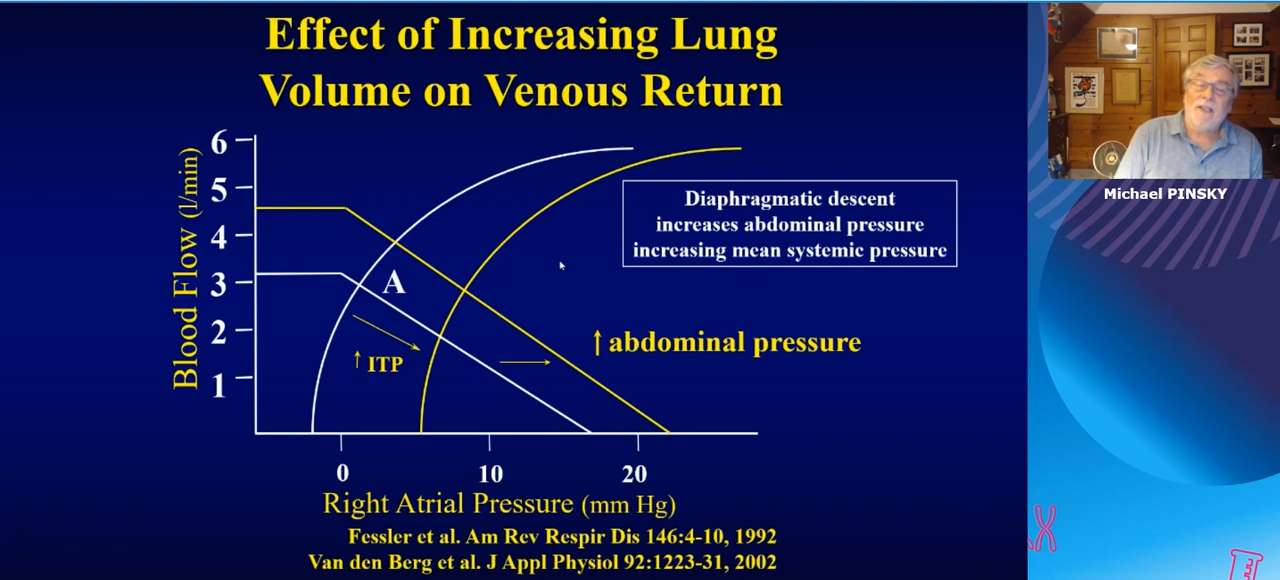 Effect of Increasing Lung
Volume on Venous Return
Michael PINSKY
Blood Flow (l/min)
6
5
4
3
2
1
Diaphragmatic descent
increases abdominal pressure
increasing mean systemic pressure
A
↑ ITP
↑ abdominal pressure
0 10 20
Right Atrial Pressure (mm Hg)
Fessler et al. Am Rev Respir Dis 146:4-10, 1992
Van den Berg et al. J Appl Physiol 92:1223-31, 2002